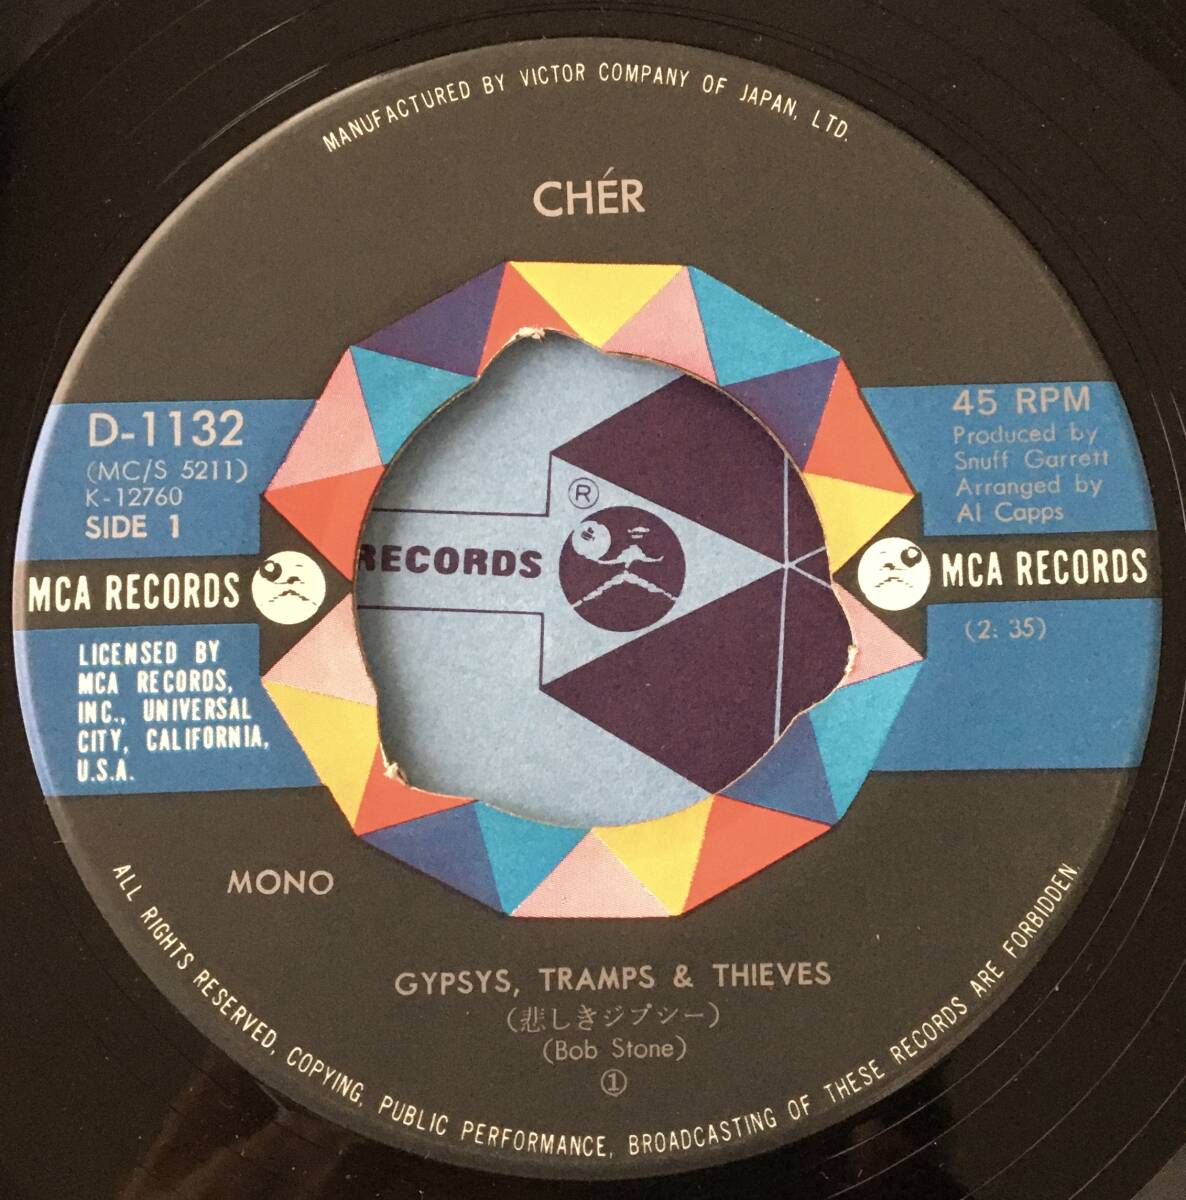 MANUFACTURED BY VICTOR COMPANY OF JAPAN, LTD.
CHÉR
D-1132
(MC/S 5211)
K-12760
SIDE 1
45 RPM
Produced by
Snuff Garrett
Arranged by
Al Capps
®
RECORDS
MCA RECORDS
MCA RECORDS
(2: 35)
LICENSED BY
MCA RECORDS,
INC., UNIVERSAL
CITY, CALIFORNIA,
U.S.A.
MONO
GYPSYS, TRAMPS & THIEVES
(悲しきジプシー)
(Bob Stone)
①
ALL RIGHTS RESERVED, COPYING, PUBLIC PERFORMANCE, BROADCASTING OF THESE RECORDS ARE FORBIDDEN.